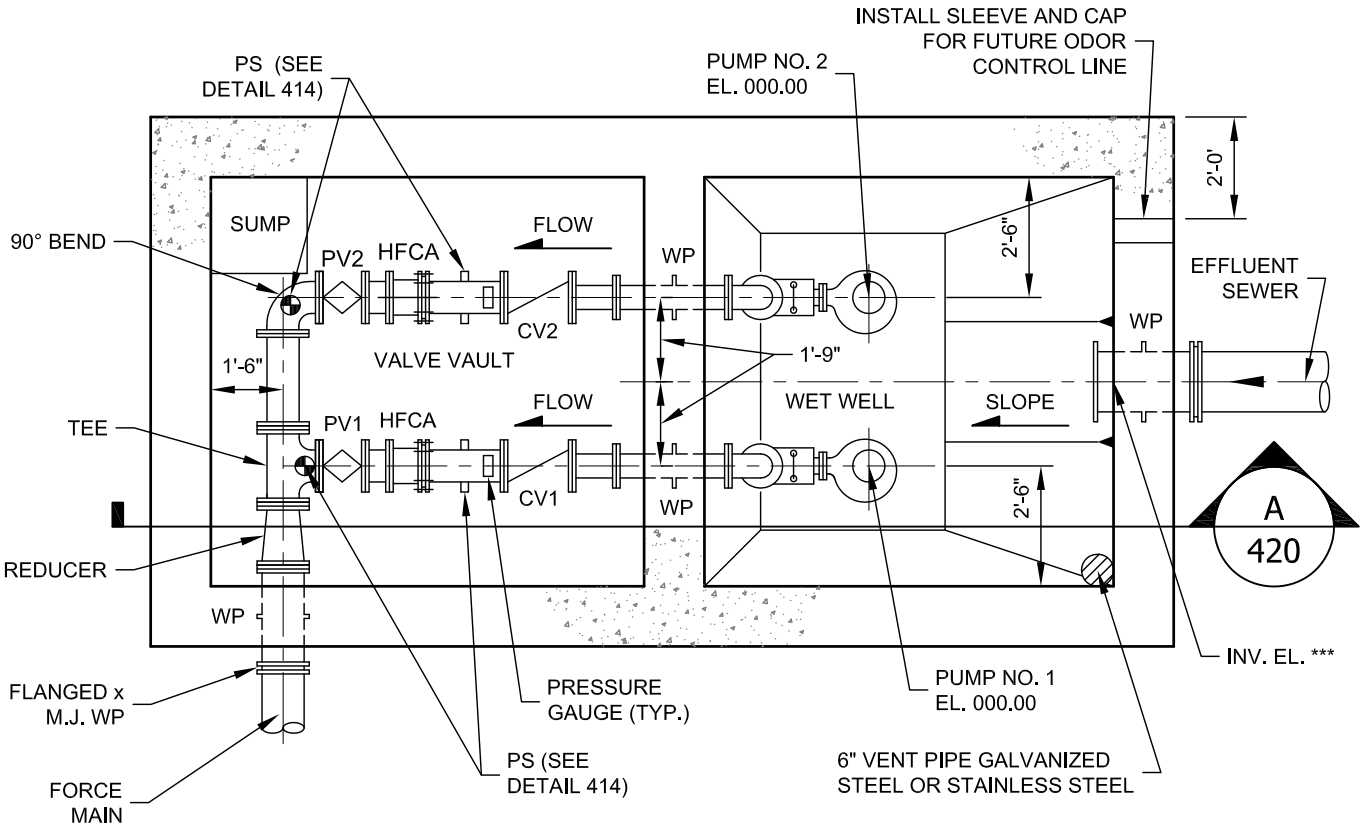 INSTALL SLEEVE AND CAP
FOR FUTURE ODOR
CONTROL LINE
PS (SEE
DETAIL 414)
PUMP NO. 2
EL. 000.00
2'-0'
SUMP
FLOW
2'-6"
90° BEND
PV2
HFCA
WP
EFFLUENT
SEWER
CV2
WP
VALVE VAULT
1'-9"
1'-6"
WET WELL
SLOPE
TEE
PV1
HFCA
FLOW
CV1
WP
2'-6"
A
420
REDUCER
WP
INV. EL. ***
FLANGED x
M.J. WP
PRESSURE
GAUGE (TYP.)
PUMP NO. 1
EL. 000.00
PS (SEE
DETAIL 414)
6" VENT PIPE GALVANIZED
STEEL OR STAINLESS STEEL
FORCE
MAIN